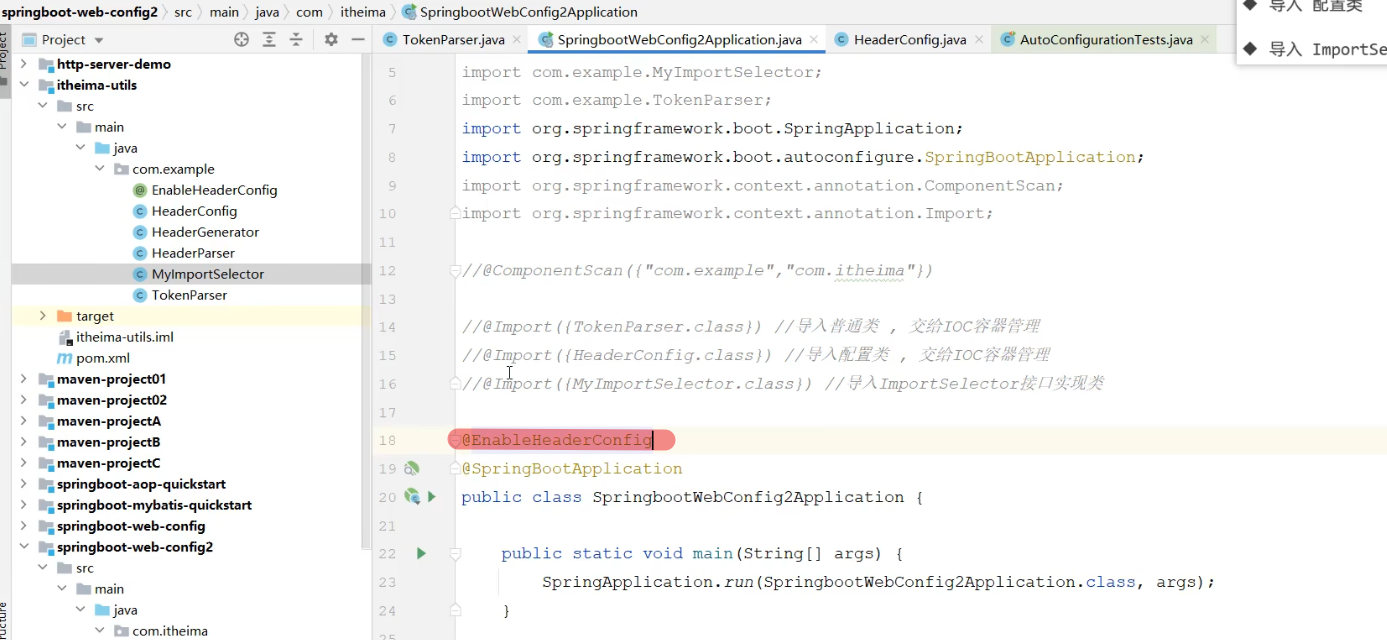 springboot-web-config2 › src › main › java › com › itheima › SpringbootWebConfig2Application
导入 配置类
导入 ImportSe
Project
Project
TokenParser.java
SpringbootWebConfig2Application.java
HeaderConfig.java
AutoConfigurationTests.java
http-server-demo
itheima-utils
src
main
java
com.example
EnableHeaderConfig
HeaderConfig
HeaderGenerator
HeaderParser
MyImportSelector
TokenParser
target
itheima-utils.iml
pom.xml
maven-project01
maven-project02
maven-projectA
maven-projectB
maven-projectC
springboot-aop-quickstart
springboot-mybatis-quickstart
springboot-web-config
springboot-web-config2
src
main
java
com.itheima
5 import com.example.MyImportSelector;
6 import com.example.TokenParser;
7 import org.springframework.boot.SpringApplication;
8 import org.springframework.boot.autoconfigure.SpringBootApplication;
9 import org.springframework.context.annotation.ComponentScan;
10 import org.springframework.context.annotation.Import;
11
12 //@ComponentScan({"com.example","com.itheima"})
13
14 //@Import({TokenParser.class}) //导入普通类 , 交给IOC容器管理
15 //@Import({HeaderConfig.class}) //导入配置类 , 交给IOC容器管理
16 //@Import({MyImportSelector.class}) //导入ImportSelector接口实现类
17
18 @EnableHeaderConfig
19 @SpringBootApplication
20 public class SpringbootWebConfig2Application {
21
22 public static void main(String[] args) {
23 SpringApplication.run(SpringbootWebConfig2Application.class, args);
24 }
25